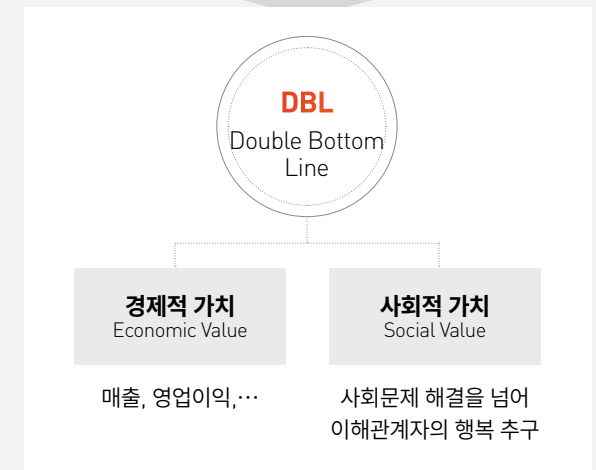 DBL
Double Bottom
Line
경제적 가치
Economic Value
매출, 영업이익,…
사회적 가치
Social Value
사회문제 해결을 넘어
이해관계자의 행복 추구